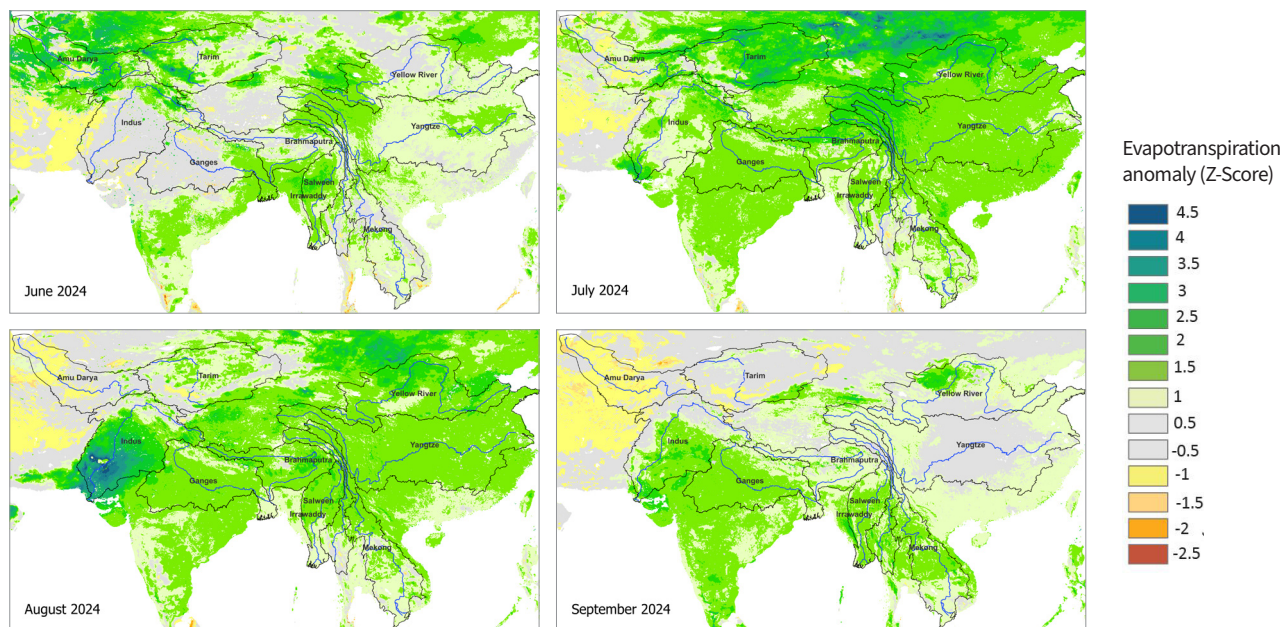 Amu Darya
Tarim
Yellow River
Indus
Yangtze
Brahmaputra
Ganges
Salween
Irrawaddy
Mekong
June 2024
Amu Darya
Tarim
Yellow River
Indus
Yangtze
Brahmaputra
Ganges
Salween
Irrawaddy
Mekong
July 2024
Amu Darya
Tarim
Yellow River
Indus
Yangtze
Brahmaputra
Ganges
Salween
Irrawaddy
Mekong
August 2024
Amu Darya
Tarim
Yellow River
Indus
Yangtze
Brahmaputra
Ganges
Salween
Irrawaddy
Mekong
September 2024
Evapotranspiration
anomaly (Z-Score)
4.5
4
3.5
3
2.5
2
1.5
1
0.5
-0.5
-1
-1.5
-2
-2.5